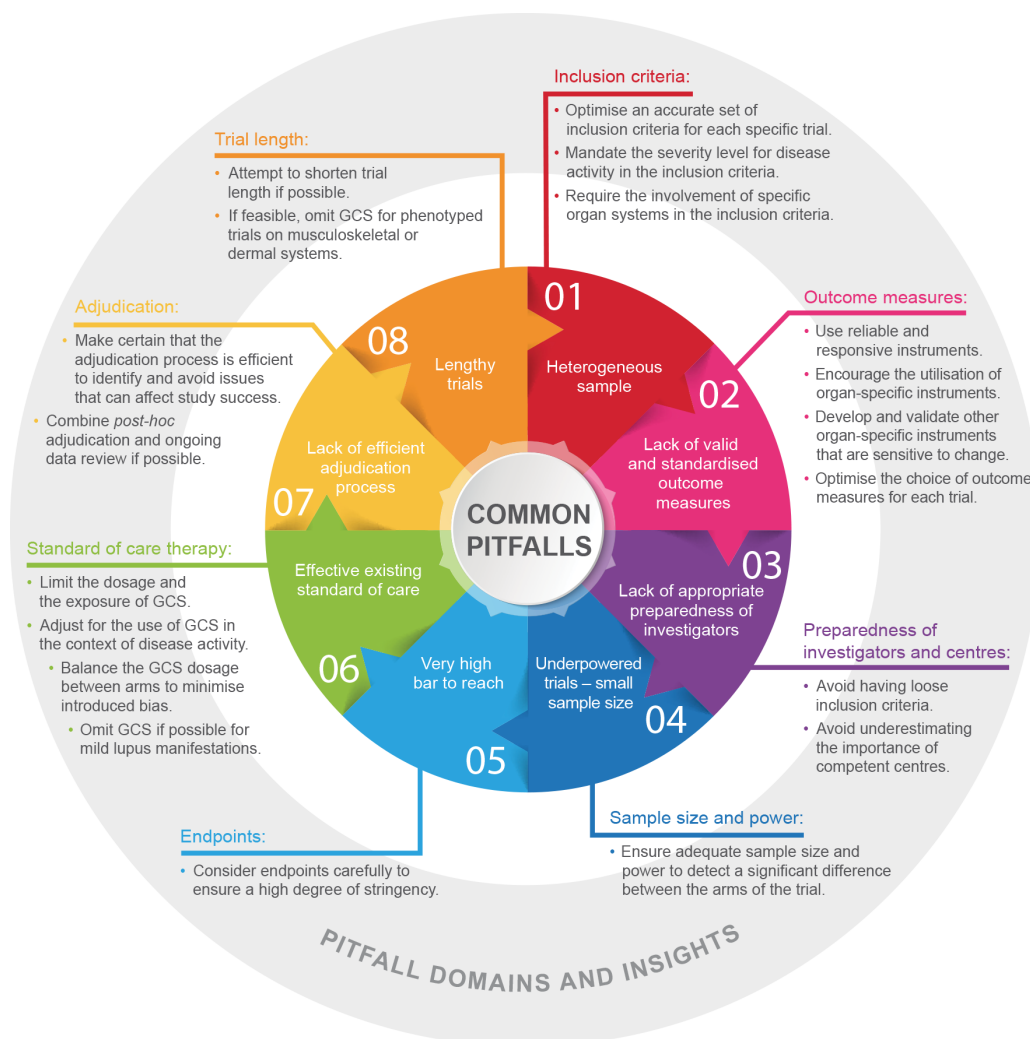 Inclusion criteria:
• Optimise an accurate set of
inclusion criteria for each specific trial.
• Mandate the severity level for disease
activity in the inclusion criteria.
• Require the involvement of specific
organ systems in the inclusion criteria.
Outcome measures:
• Use reliable and
responsive instruments.
• Encourage the utilisation of
organ-specific instruments.
• Develop and validate other
organ-specific instruments
that are sensitive to change.
• Optimise the choice of outcome
measures for each trial.
Preparedness of
investigators and centres:
• Avoid having loose
inclusion criteria.
• Avoid underestimating
the importance of
competent centres.
Sample size and power:
• Ensure adequate sample size and
power to detect a significant difference
between the arms of the trial.
Endpoints:
• Consider endpoints carefully to
ensure a high degree of stringency.
Standard of care therapy:
• Limit the dosage and
the exposure of GCS.
• Adjust for the use of GCS in
the context of disease activity.
• Balance the GCS dosage
between arms to minimise
introduced bias.
• Omit GCS if possible for
mild lupus manifestations.
Adjudication:
• Make certain that the
adjudication process is efficient
to identify and avoid issues
that can affect study success.
• Combine post-hoc
adjudication and ongoing
data review if possible.
Trial length:
• Attempt to shorten trial
length if possible.
• If feasible, omit GCS for phenotyped
trials on musculoskeletal or
dermal systems.
01
Heterogeneous
sample
02
Lack of valid
and standardised
outcome
measures
03
Lack of appropriate
preparedness of
investigators
04
Underpowered
trials – small
sample size
05
Very high
bar to reach
06
Effective existing
standard of care
07
Lack of efficient
adjudication
process
08
Lengthy
trials
COMMON
PITFALLS
PITFALL DOMAINS AND INSIGHTS